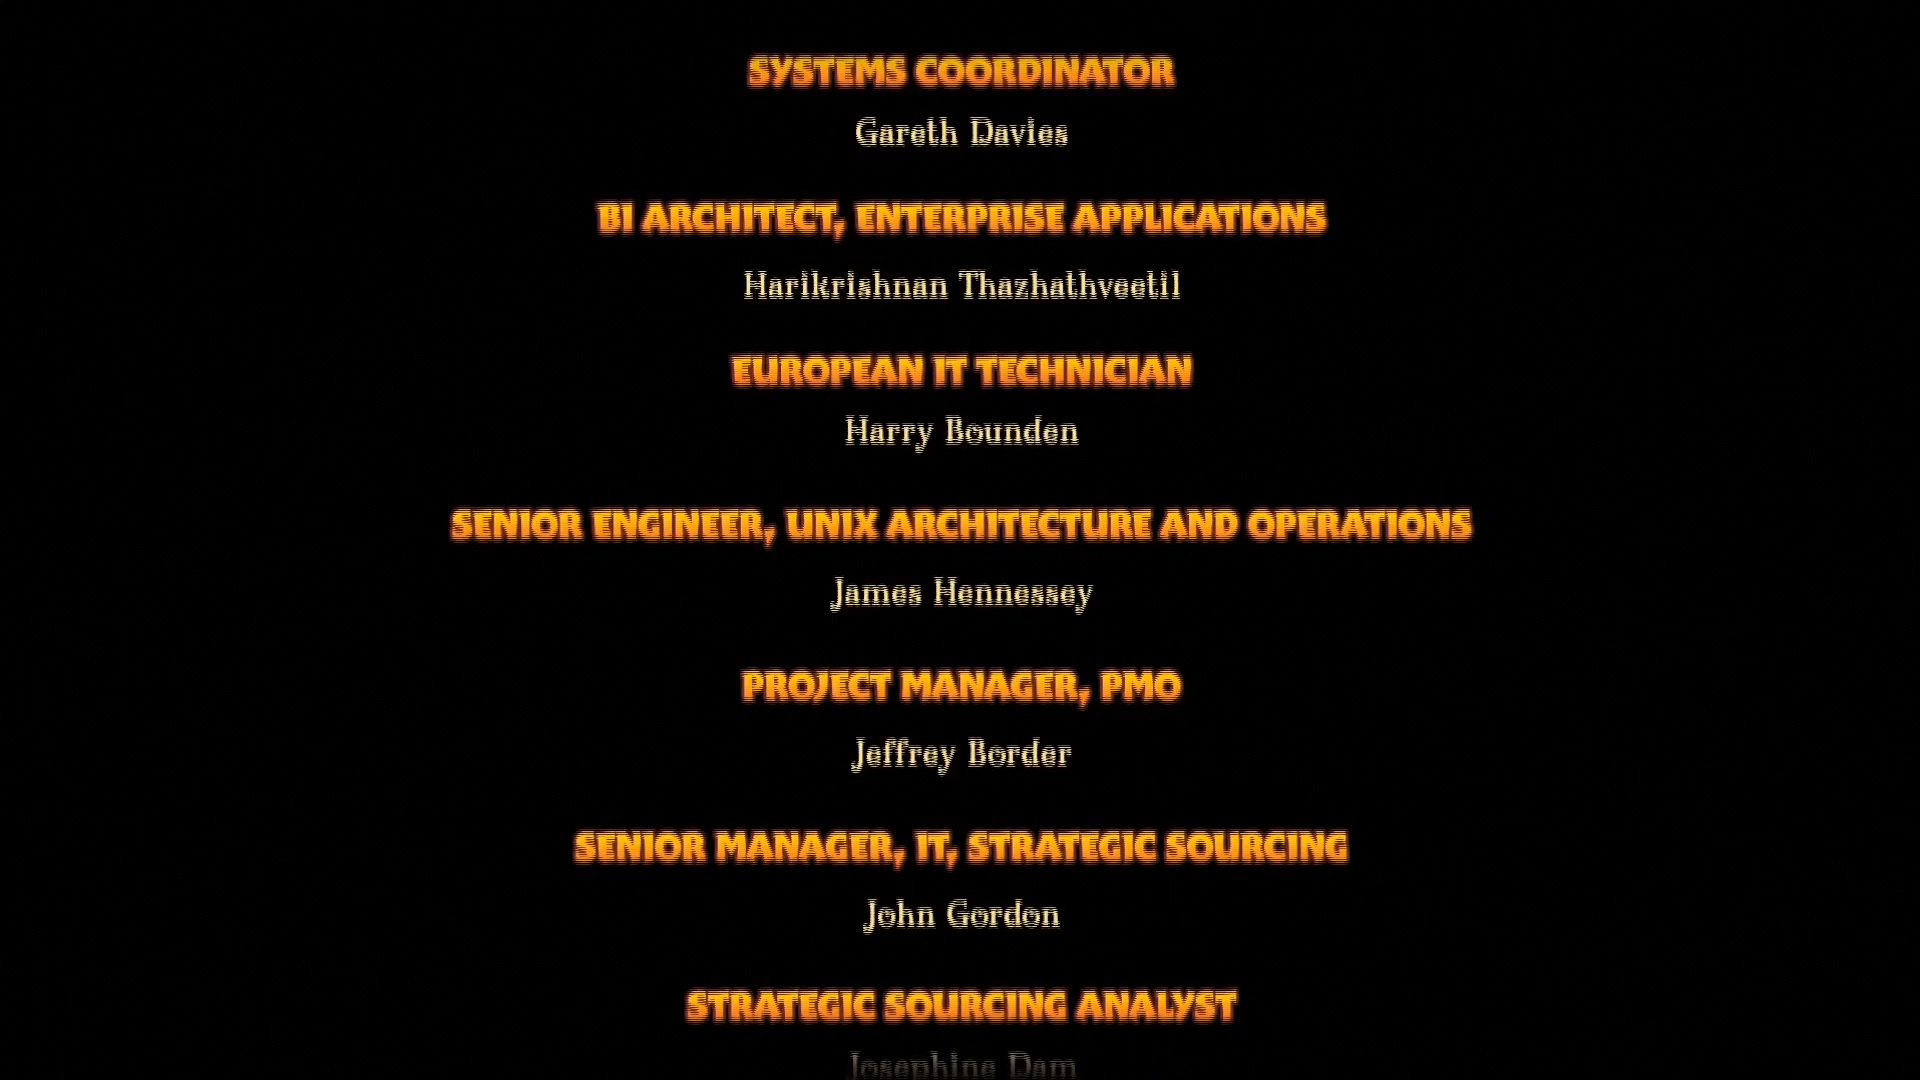 SYSTEMS COORDINATOR
Gareth Davies
BI ARCHITECT, ENTERPRISE APPLICATIONS
Harikrishnan Thazhathveetil
EUROPEAN IT TECHNICIAN
Harry Bounden
SENIOR ENGINEER, UNIX ARCHITECTURE AND OPERATIONS
James Hennessey
PROJECT MANAGER, PMO
Jeffrey Border
SENIOR MANAGER, IT, STRATEGIC SOURCING
John Gordon
STRATEGIC SOURCING ANALYST
Josephine Dam